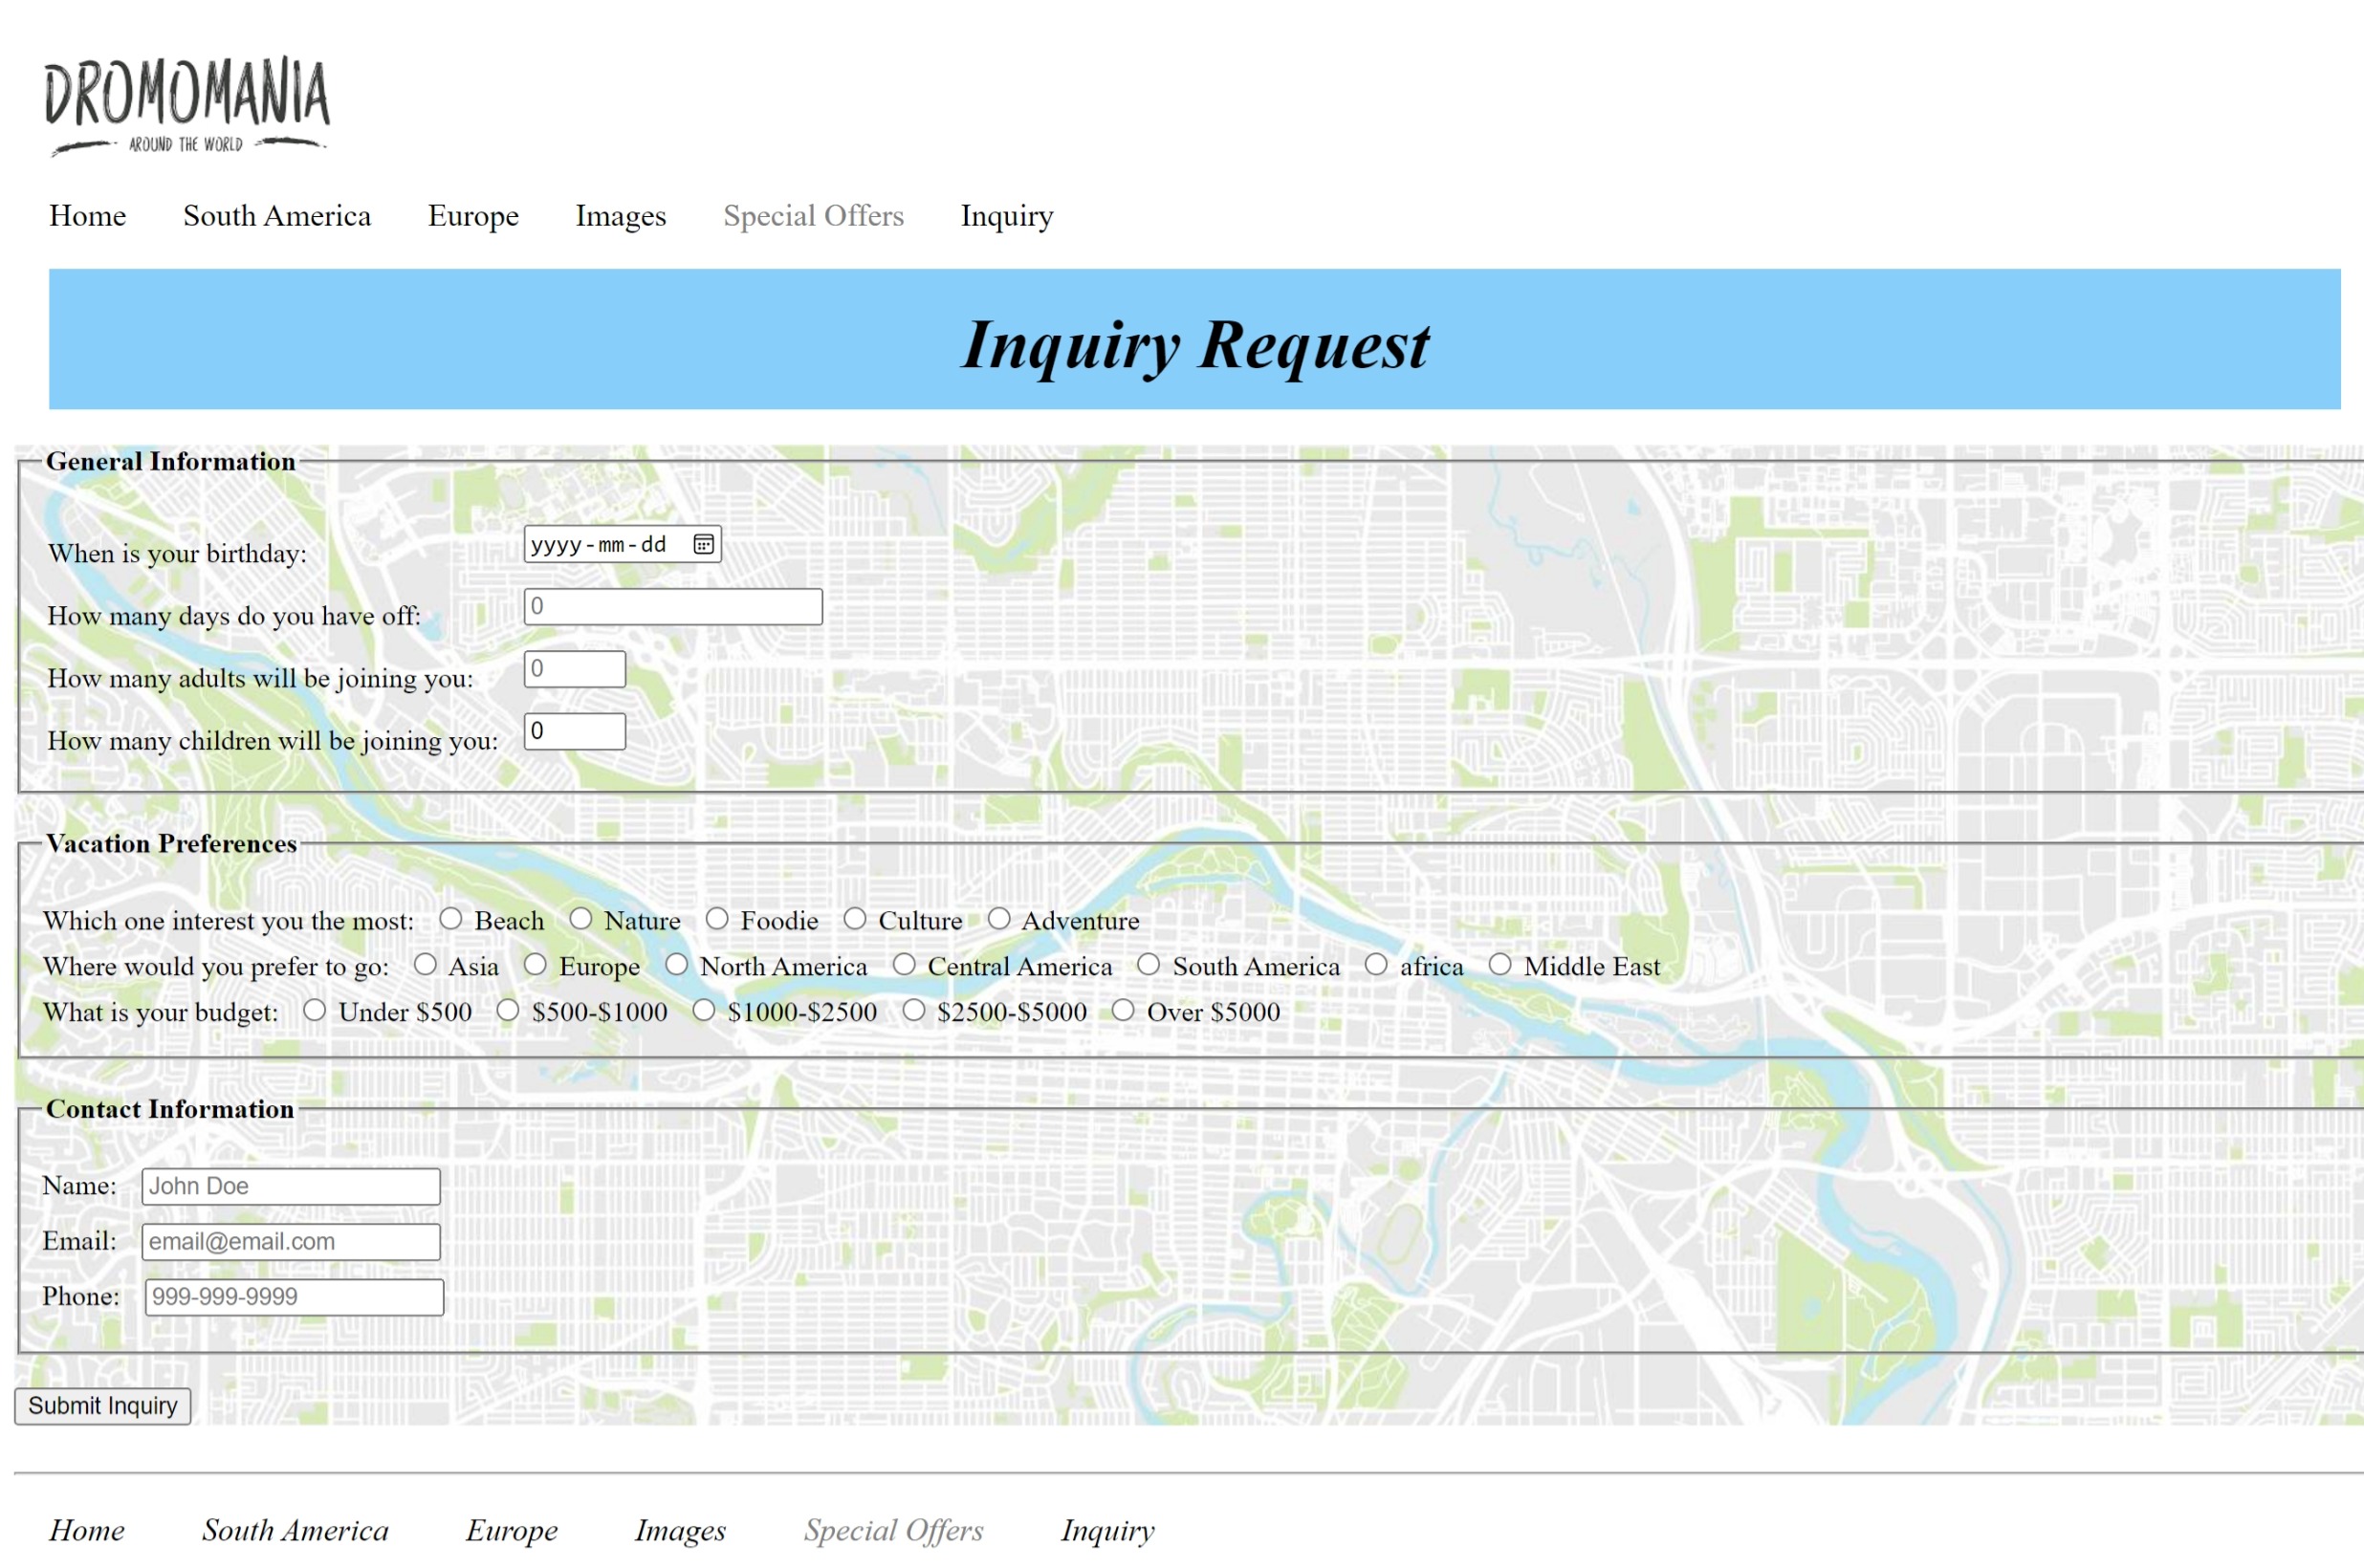 DROMOMANIA
AROUND THE WORLD
Home South America Europe Images Special Offers Inquiry
Inquiry Request
General Information
When is your birthday: yyyy-mm-dd
How many days do you have off: 0
How many adults will be joining you: 0
How many children will be joining you: 0
Vacation Preferences
Which one interest you the most: Beach Nature Foodie Culture Adventure
Where would you prefer to go: Asia Europe North America Central America South America africa Middle East
What is your budget: Under $500 $500-$1000 $1000-$2500 $2500-$5000 Over $5000
Contact Information
Name: John Doe
Email: email@email.com
Phone: 999-999-9999
Submit Inquiry
Home South America Europe Images Special Offers Inquiry